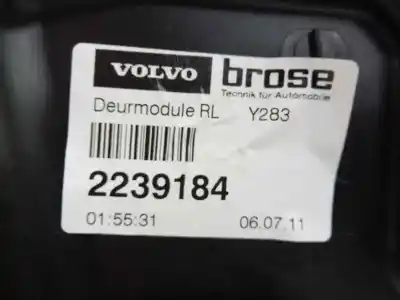 VOLVO brose
Technik für Automobile
Deurmodule RL Y283
2239184
01:55:31 06.07.11